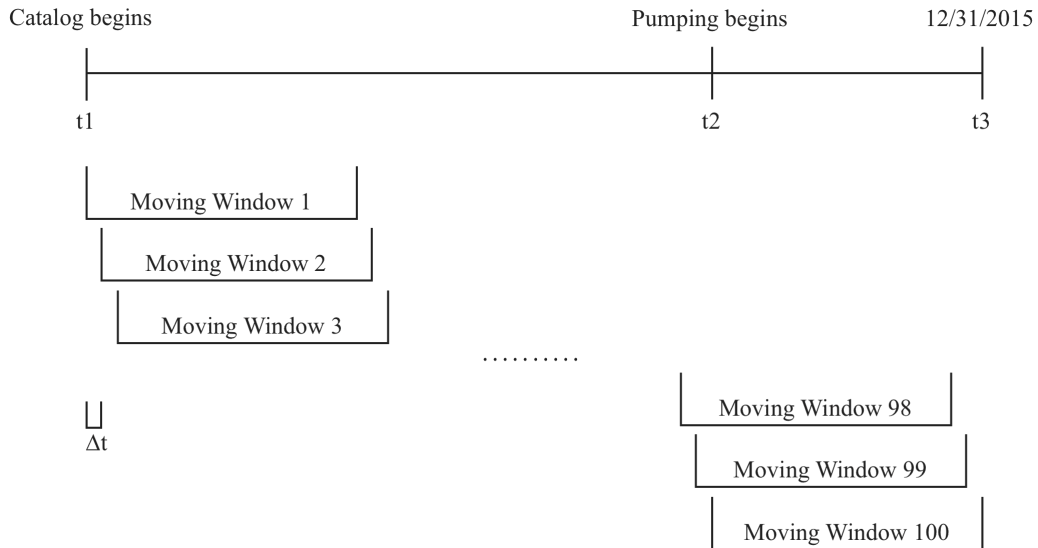 Catalog begins
Pumping begins
12/31/2015
t1
t2
t3
Moving Window 1
Moving Window 2
Moving Window 3
..........
Moving Window 98
Δt
Moving Window 99
Moving Window 100